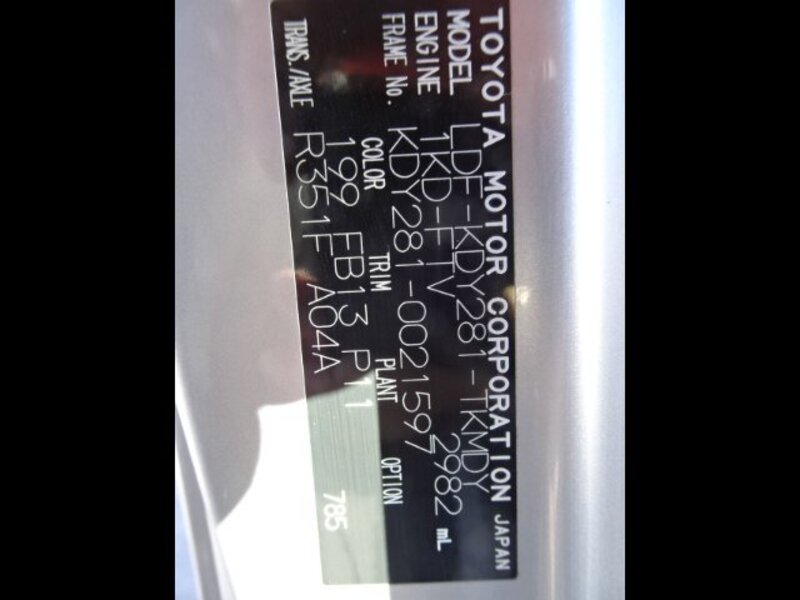 TOYOTA MOTOR CORPORATION JAPAN
MODEL LDF-KDY281-TKMDY
ENGINE 1KD-FTV 2982 mL
FRAME No. KDY281-0021597
COLOR TRIM PLANT OPTION
199 FB13 P11
TRANS./AXLE R351F A04A
785